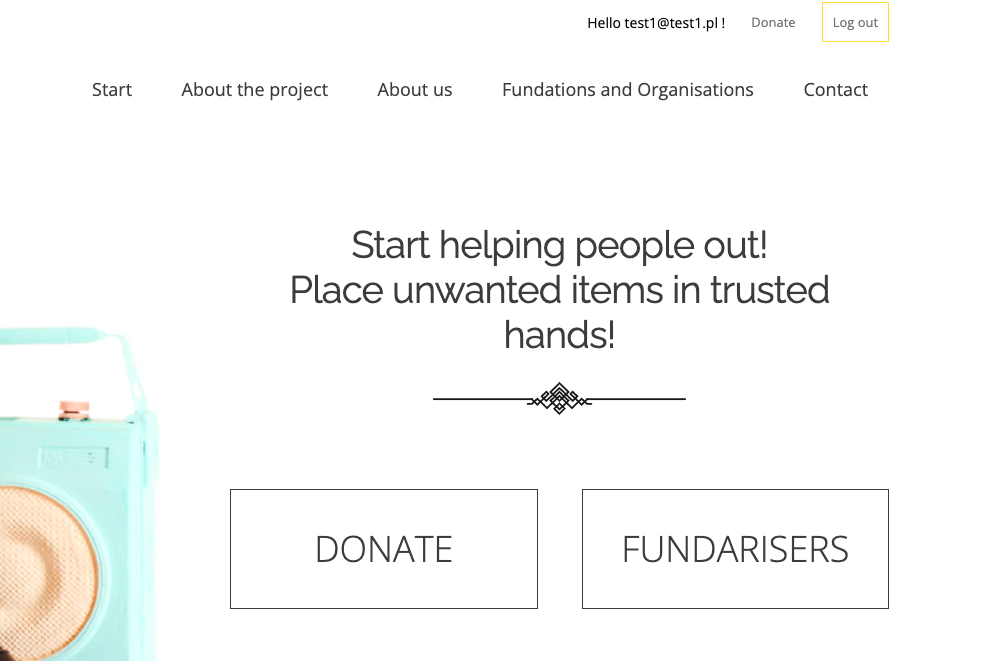 Hello test1@test1.pl ! Donate Log out
Start About the project About us Fundations and Organisations Contact
Start helping people out!
Place unwanted items in trusted
hands!
DONATE FUNDARISERS